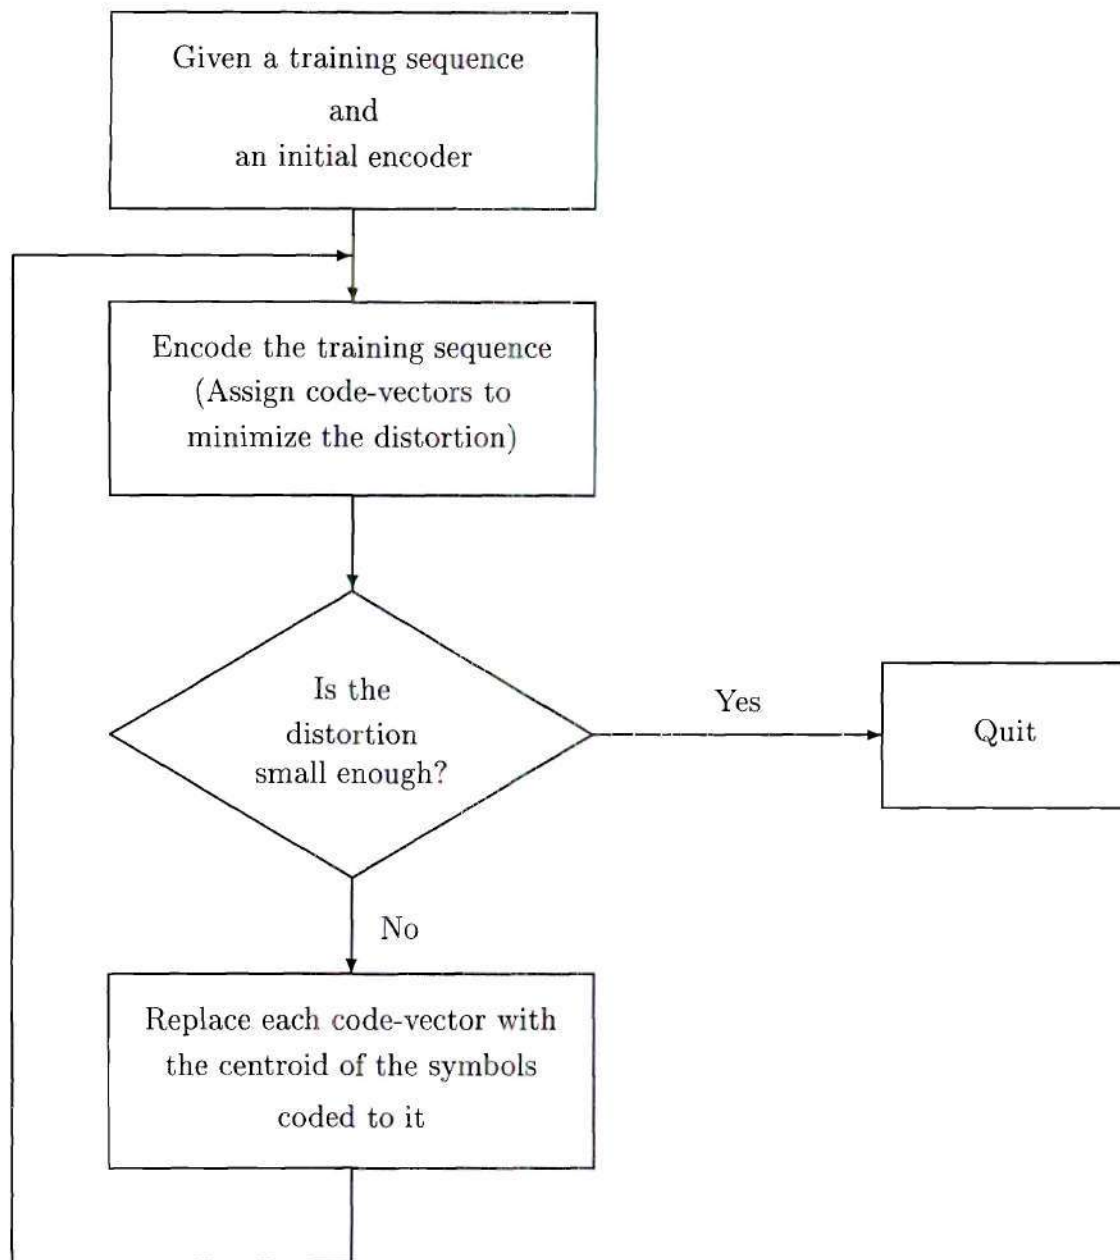 Given a training sequence
and
an initial encoder
Encode the training sequence
(Assign code-vectors to
minimize the distortion)
Is the
distortion
small enough?
Yes
Quit
No
Replace each code-vector with
the centroid of the symbols
coded to it